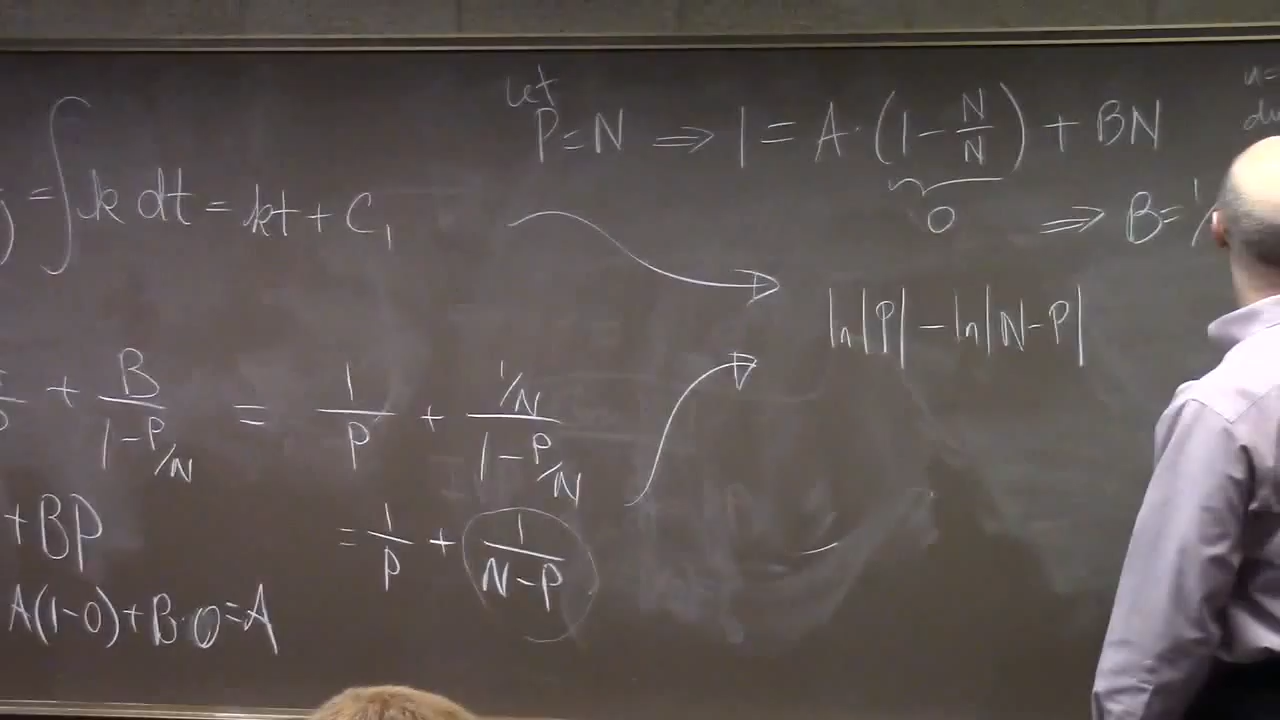 let
P=N ⇒ 1 = A·(1 - N/N) + BN
0 ⇒ B= 1/
u=
du
) = ∫ k dt = kt + C₁
ln|P| - ln|N-P|
+ B/(1-P/N) = 1/P + (1/N)/(1-P/N)
+BP
= 1/P + 1/(N-P)
A(1-0)+B·0=A